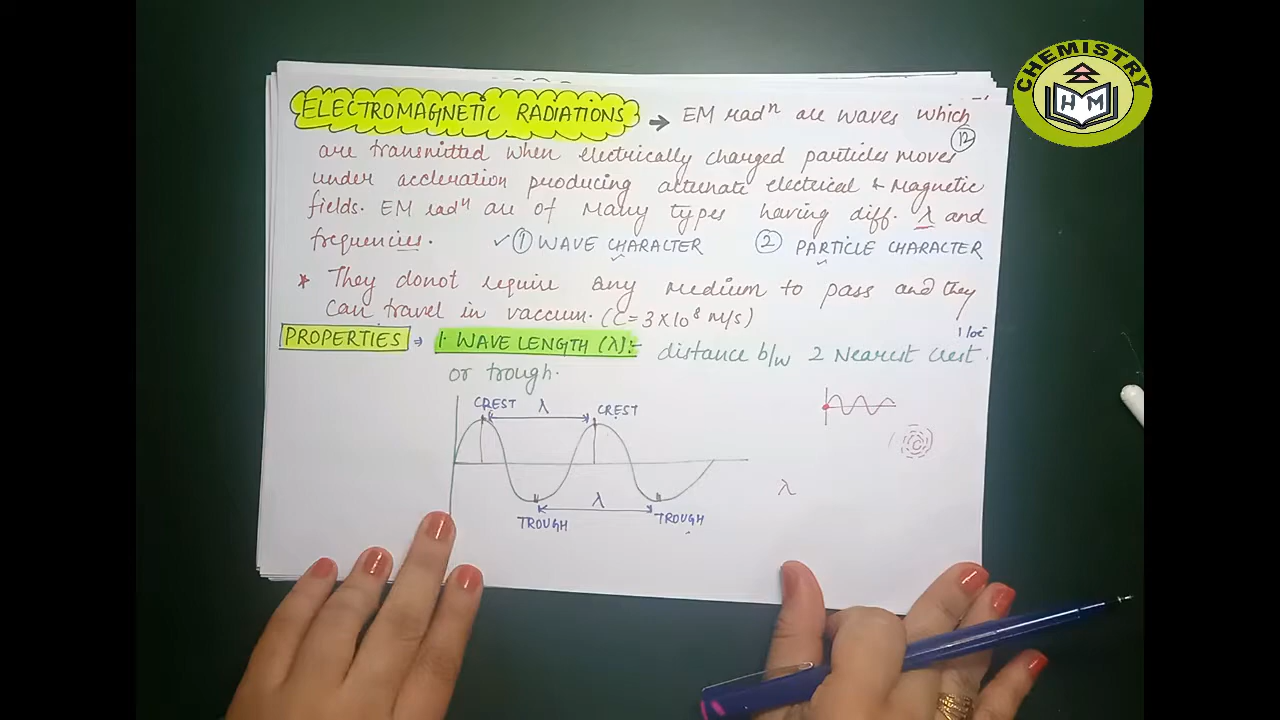 CHEMISTRY
HM
ELECTROMAGNETIC RADIATIONS → EM radⁿ are waves which
12
are transmitted when electrically charged particles moves
under accleration producing alternate electrical & Magnetic
fields. EM radⁿ are of Many types having diff. λ and
frequencies. ✓ ① WAVE CHARACTER ② PARTICLE CHARACTER
* They donot require any medium to pass and they
can travel in vaccum. (C = 3 X 10⁸ M/s)
PROPERTIES ⇒ 1. WAVE LENGTH (λ):- distance b/w 2 Nearest Crest
or trough.
CREST λ CREST
λ
λ
TROUGH TROUGH